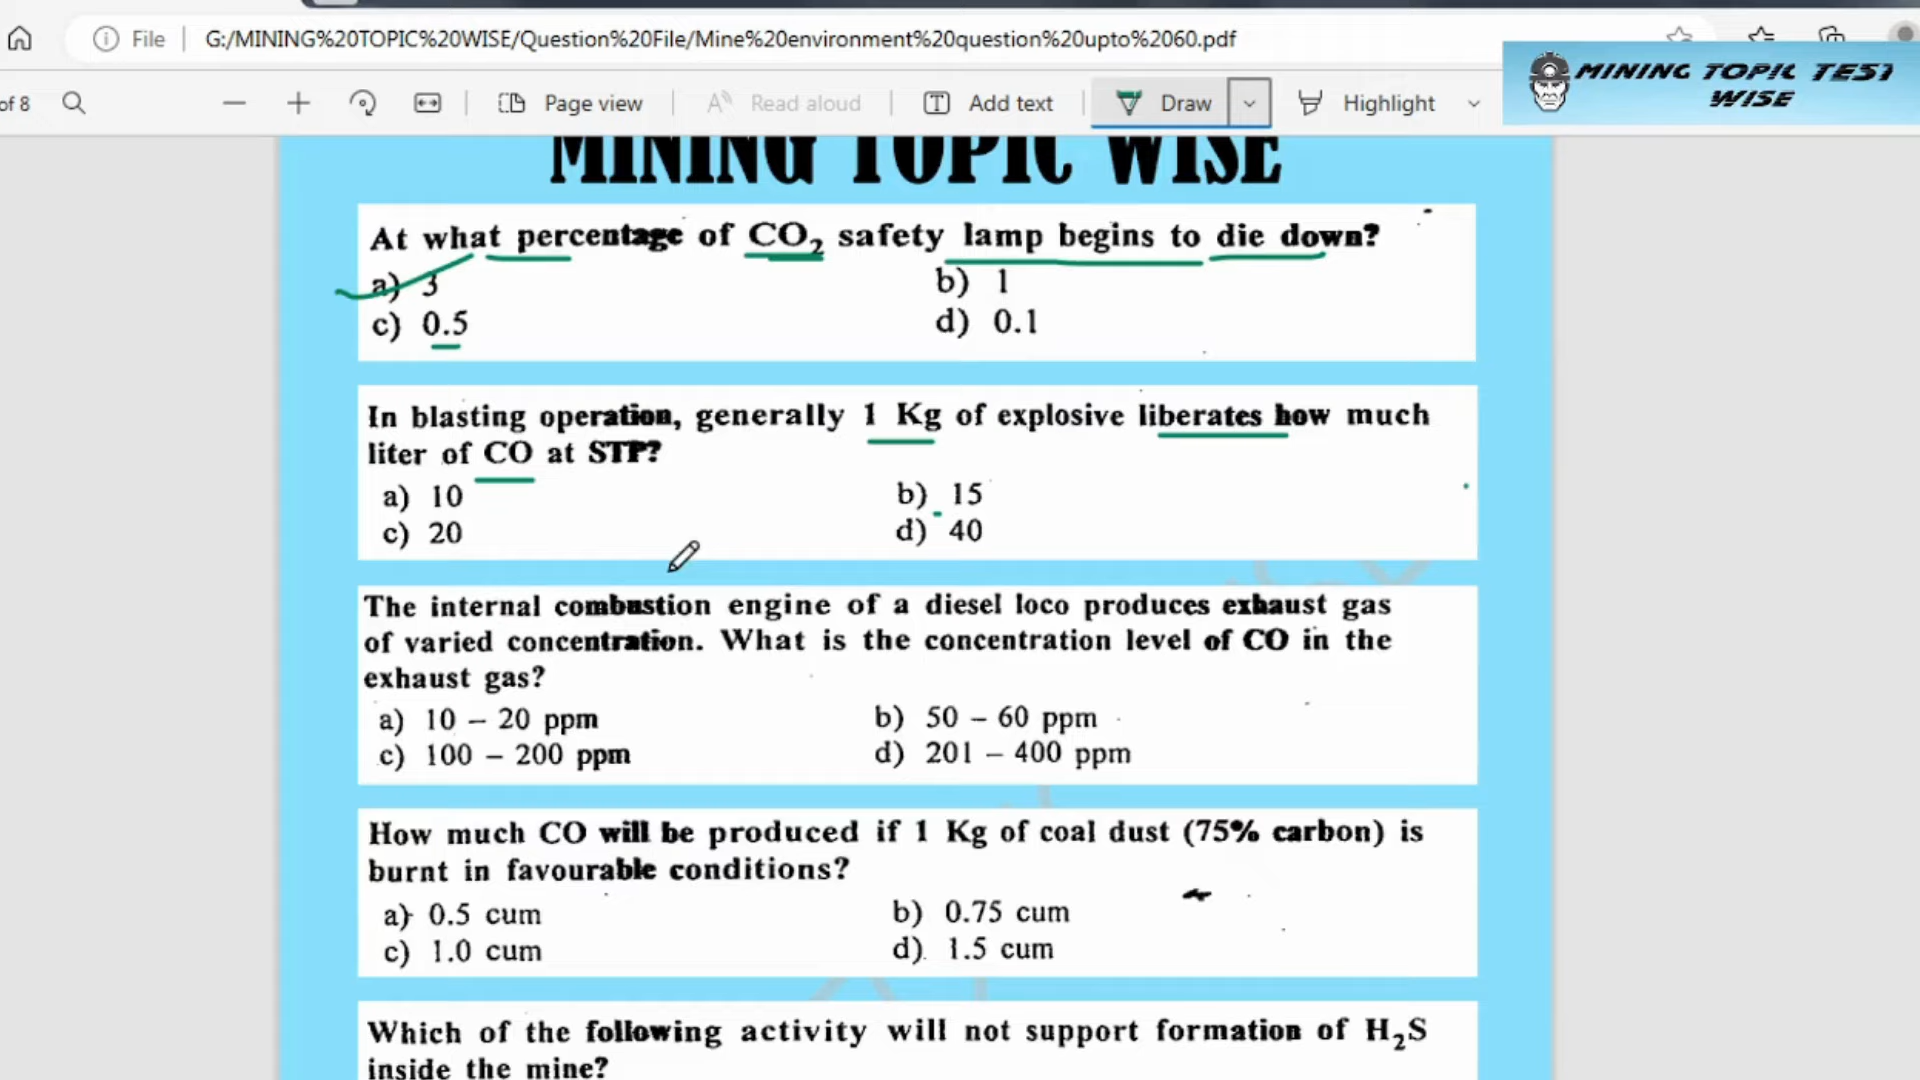 File
G:/MINING%20TOPIC%20WISE/Question%20File/Mine%20environment%20question%20upto%2060.pdf
of 8
Page view
Read aloud
Add text
Draw
Highlight
MINING TOPIC TEST
WISE
MINING TOPIC WISE
At what percentage of CO₂ safety lamp begins to die down?
a) 3 b) 1
c) 0.5 d) 0.1
In blasting operation, generally 1 Kg of explosive liberates how much
liter of CO at STP?
a) 10 b) 15
c) 20 d) 40
The internal combustion engine of a diesel loco produces exhaust gas
of varied concentration. What is the concentration level of CO in the
exhaust gas?
a) 10 – 20 ppm b) 50 – 60 ppm
c) 100 – 200 ppm d) 201 – 400 ppm
How much CO will be produced if 1 Kg of coal dust (75% carbon) is
burnt in favourable conditions?
a) 0.5 cum b) 0.75 cum
c) 1.0 cum d) 1.5 cum
Which of the following activity will not support formation of H₂S
inside the mine?